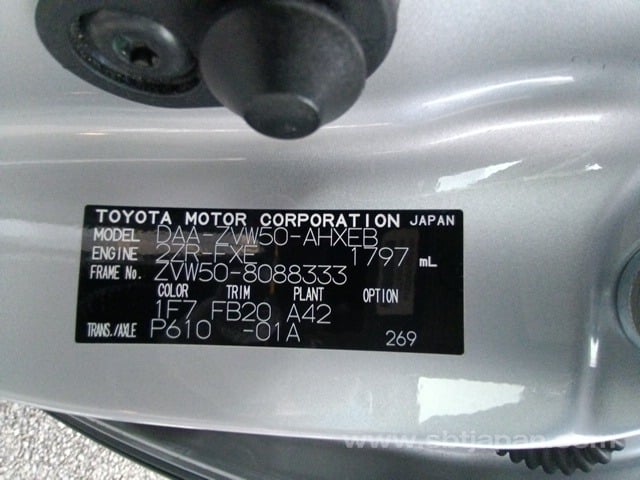 TOYOTA MOTOR CORPORATION JAPAN
MODEL DAA-ZVW50-AHXEB
ENGINE 2ZR-FXE 1797 mL
FRAME No. ZVW50-8088333
COLOR TRIM PLANT OPTION
1F7 FB20 A42
TRANS./AXLE P610 -01A 269
www.sbtjapan.com